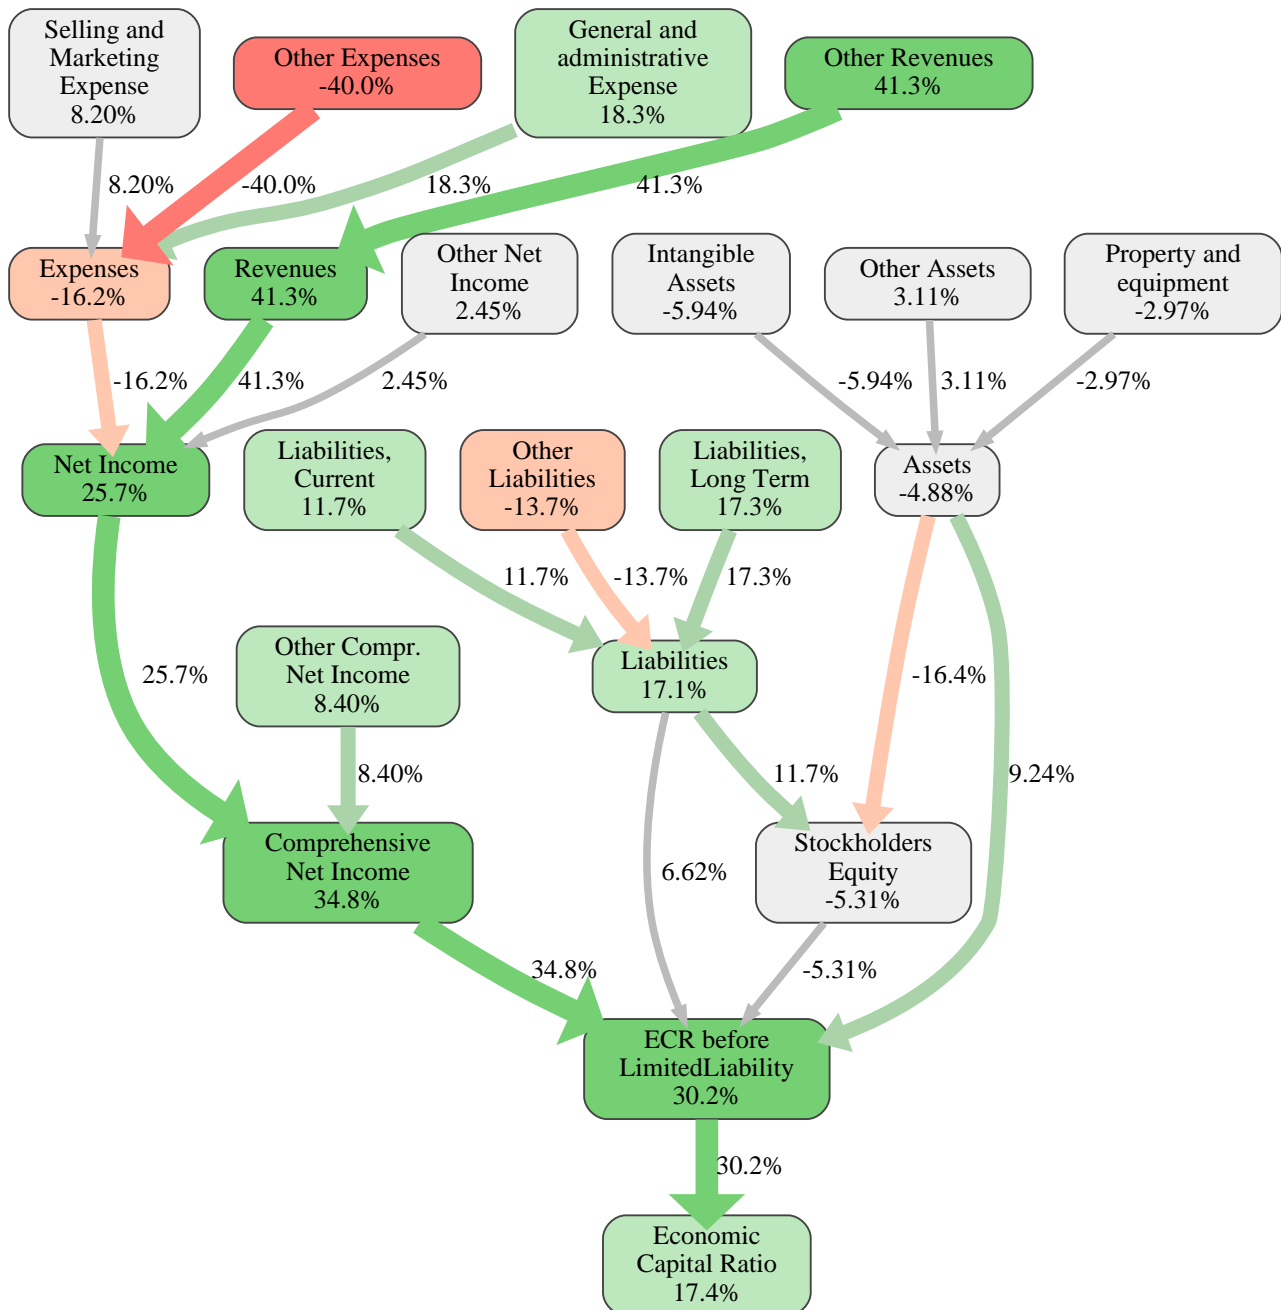 Selling and
Marketing
Expense
8.20%
Other Expenses
-40.0%
General and
administrative
Expense
18.3%
Other Revenues
41.3%
8.20%
-40.0%
18.3%
41.3%
Expenses
-16.2%
Revenues
41.3%
Other Net
Income
2.45%
Intangible
Assets
-5.94%
Other Assets
3.11%
Property and
equipment
-2.97%
-16.2%
41.3%
2.45%
-5.94%
3.11%
-2.97%
Net Income
25.7%
Liabilities,
Current
11.7%
Other
Liabilities
-13.7%
Liabilities,
Long Term
17.3%
Assets
-4.88%
11.7%
-13.7%
17.3%
25.7%
Other Compr.
Net Income
8.40%
Liabilities
17.1%
-16.4%
8.40%
11.7%
9.24%
Comprehensive
Net Income
34.8%
6.62%
Stockholders
Equity
-5.31%
34.8%
-5.31%
ECR before
LimitedLiability
30.2%
30.2%
Economic
Capital Ratio
17.4%